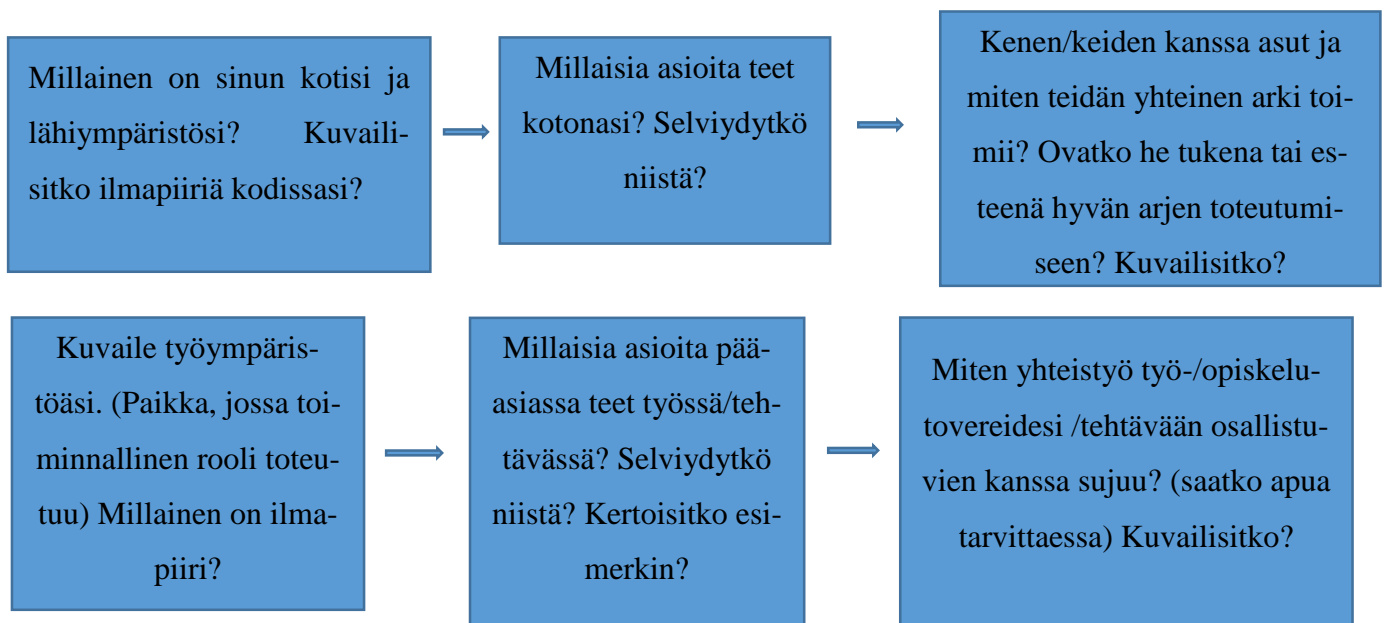 Millainen on sinun kotisi ja
lähiympäristösi? Kuvaili-
sitko ilmapiiriä kodissasi?
Millaisia asioita teet
kotonasi? Selviydytkö
niistä?
Kenen/keiden kanssa asut ja
miten teidän yhteinen arki toi-
mii? Ovatko he tukena tai es-
teenä hyvän arjen toteutumi-
seen? Kuvailisitko?
Kuvaile työympäris-
töäsi. (Paikka, jossa toi-
minnallinen rooli toteu-
tuu) Millainen on ilma-
piiri?
Millaisia asioita pää-
asiassa teet työssä/teh-
tävässä? Selviydytkö
niistä? Kertoisitko esi-
merkin?
Miten yhteistyö työ-/opiskelu-
tovereidesi /tehtävään osallistu-
vien kanssa sujuu? (saatko apua
tarvittaessa) Kuvailisitko?